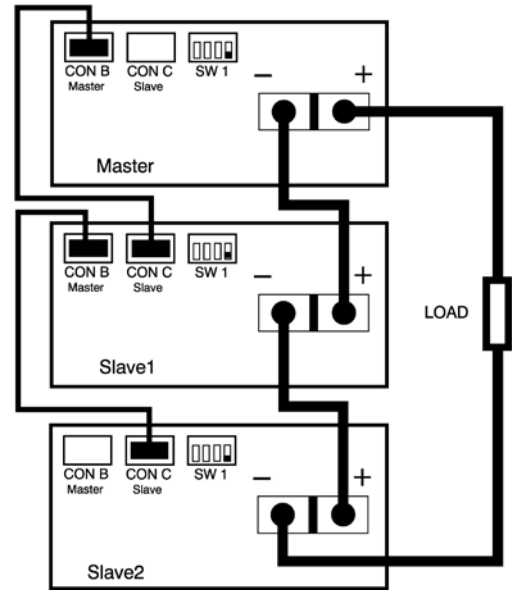 CON B CON C SW 1 − +
Master Slave
Master
CON B CON C SW 1 − +
Master Slave
LOAD
Slave1
CON B CON C SW 1 − +
Master Slave
Slave2